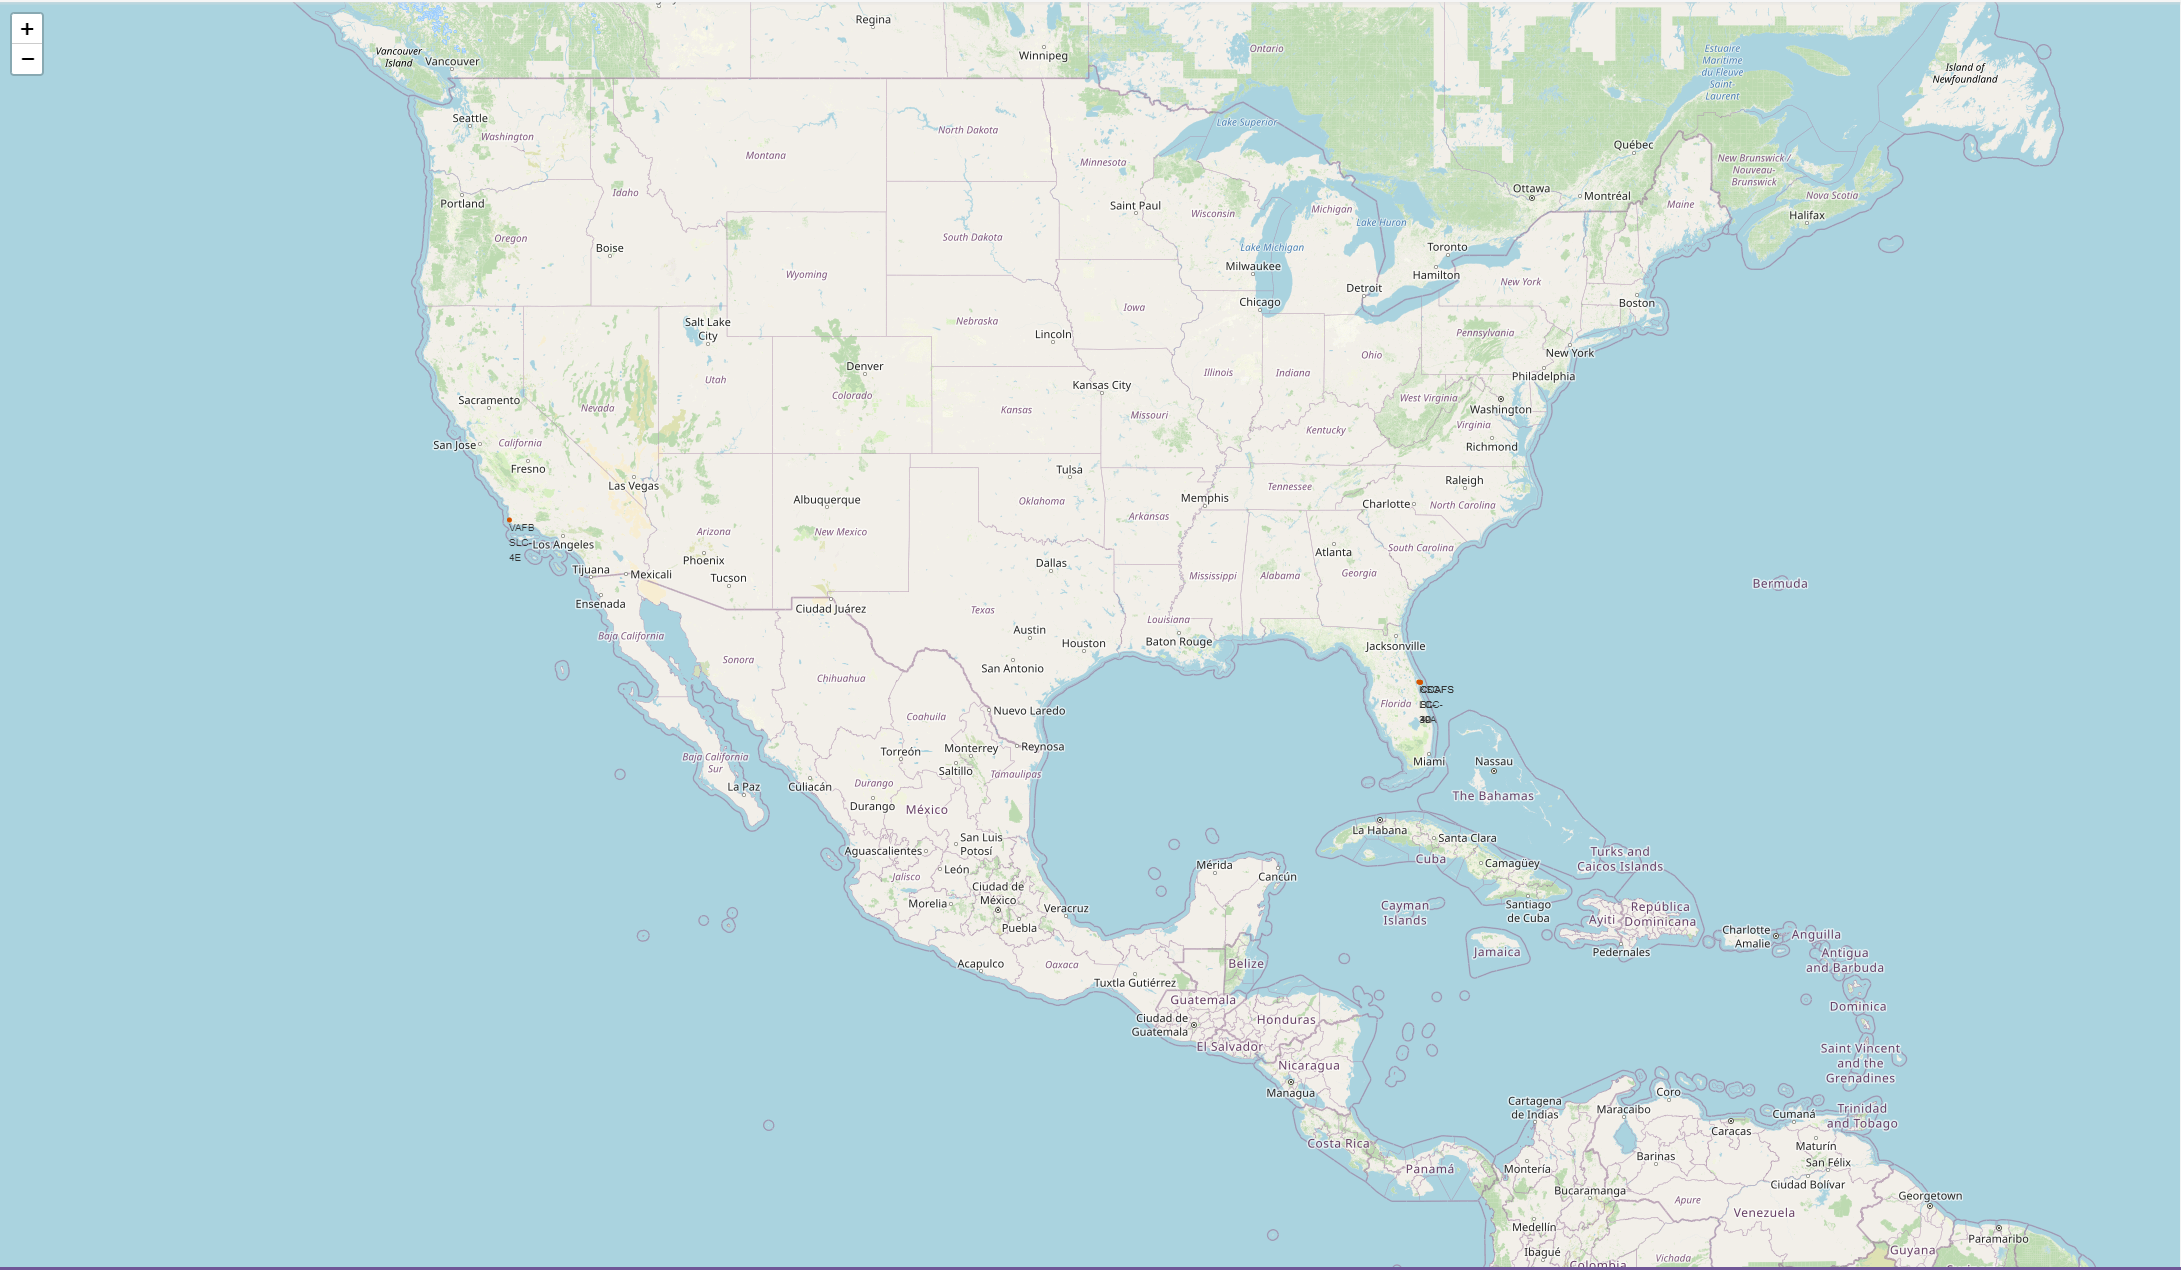 +
−
Regina
Winnipeg
Ontario
Estuaire
Maritime
du Fleuve
Saint-
Laurent
Island of
Newfoundland
Vancouver
Island
Vancouver
Seattle
Washington
Montana
North Dakota
Minnesota
Lake Superior
Québec
New Brunswick /
Nouveau-
Brunswick
Nova Scotia
Halifax
Portland
Oregon
Idaho
Boise
Wyoming
South Dakota
Saint Paul
Wisconsin
Michigan
Lake Huron
Lake Michigan
Milwaukee
Chicago
Detroit
Toronto
Hamilton
Ottawa
Montréal
Maine
New York
Boston
Salt Lake
City
Nebraska
Lincoln
Iowa
Pennsylvania
New York
Philadelphia
Ohio
Denver
Utah
Colorado
Kansas City
Illinois
Indiana
West Virginia
Washington
Virginia
Richmond
Sacramento
Nevada
Kansas
Missouri
Kentucky
San Jose
California
Fresno
Las Vegas
Tulsa
Raleigh
Tennessee
Albuquerque
Oklahoma
Memphis
Charlotte
North Carolina
Arkansas
VAFB
SLC-
4E
Los Angeles
Arizona
New Mexico
Phoenix
Tucson
Tijuana
Mexicali
Dallas
Atlanta
South Carolina
Mississippi
Alabama
Georgia
Bermuda
Ensenada
Ciudad Juárez
Texas
Louisiana
Baja California
Austin
Houston
Baton Rouge
Jacksonville
Sonora
San Antonio
Chihuahua
Florida
Coahuila
Nuevo Laredo
Torreón
Monterrey
Reynosa
Baja California
Sur
Saltillo
Tamaulipas
Miami
Nassau
La Paz
Culiacán
Durango
The Bahamas
Durango
México
La Habana
Santa Clara
San Luis
Potosí
Aguascalientes
Cuba
Camagüey
Turks and
Caicos Islands
León
Jalisco
Mérida
Cancún
Ciudad de
México
Morelia
Veracruz
Cayman
Islands
Santiago
de Cuba
Ayiti
República
Dominicana
Puebla
Charlotte
Amalie
Anguilla
Jamaica
Pedernales
Antigua
and Barbuda
Acapulco
Oaxaca
Belize
Tuxtla Gutiérrez
Guatemala
Dominica
Ciudad de
Guatemala
Honduras
El Salvador
Saint Vincent
and the
Grenadines
Nicaragua
Managua
Cartagena
de Indias
Maracaibo
Coro
Cumaná
Trinidad
and Tobago
Caracas
Costa Rica
Maturín
Barinas
San Félix
Panamá
Montería
Bucaramanga
Ciudad Bolívar
Apure
Georgetown
Venezuela
Medellín
Paramaribo
Ibagué
Vichada
Guyana
Colombia